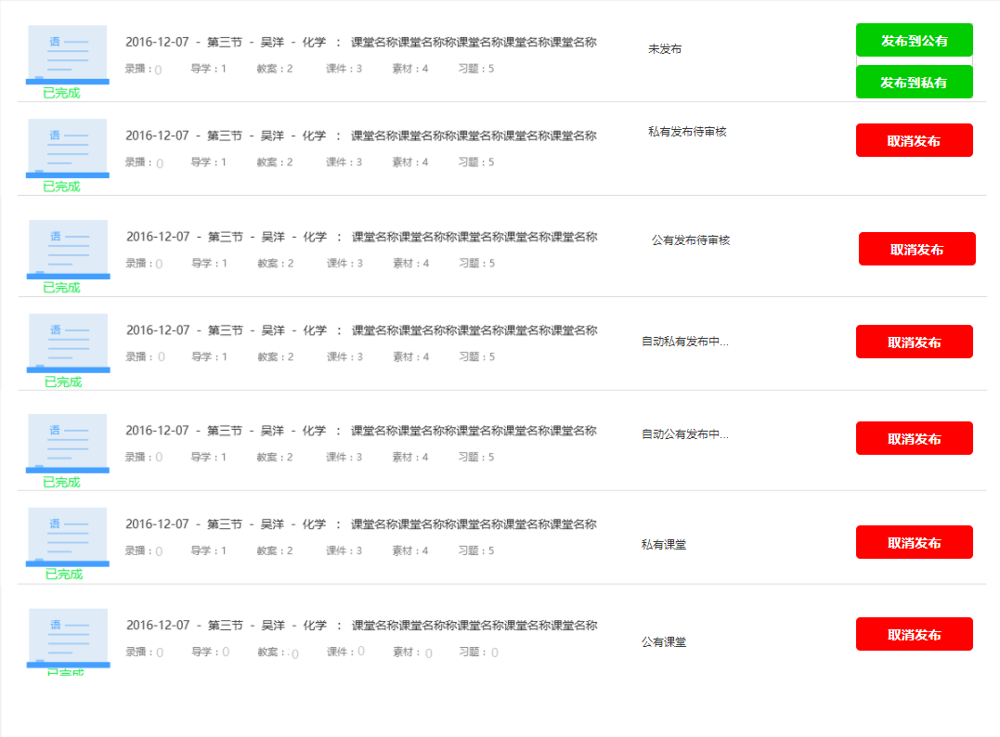 语
2016-12-07 - 第三节 - 吴洋 - 化学 : 课堂名称课堂名称称课堂名称课堂名称课堂名称
录播:0 导学:1 教案:2 课件:3 素材:4 习题:5
已完成
未发布
发布到公有
发布到私有
语
2016-12-07 - 第三节 - 吴洋 - 化学 : 课堂名称课堂名称称课堂名称课堂名称课堂名称
录播:0 导学:1 教案:2 课件:3 素材:4 习题:5
已完成
私有发布待审核
取消发布
语
2016-12-07 - 第三节 - 吴洋 - 化学 : 课堂名称课堂名称称课堂名称课堂名称课堂名称
录播:0 导学:1 教案:2 课件:3 素材:4 习题:5
已完成
公有发布待审核
取消发布
语
2016-12-07 - 第三节 - 吴洋 - 化学 : 课堂名称课堂名称称课堂名称课堂名称课堂名称
录播:0 导学:1 教案:2 课件:3 素材:4 习题:5
已完成
自动私有发布中...
取消发布
语
2016-12-07 - 第三节 - 吴洋 - 化学 : 课堂名称课堂名称称课堂名称课堂名称课堂名称
录播:0 导学:1 教案:2 课件:3 素材:4 习题:5
已完成
自动公有发布中...
取消发布
语
2016-12-07 - 第三节 - 吴洋 - 化学 : 课堂名称课堂名称称课堂名称课堂名称课堂名称
录播:0 导学:1 教案:2 课件:3 素材:4 习题:5
已完成
私有课堂
取消发布
语
2016-12-07 - 第三节 - 吴洋 - 化学 : 课堂名称课堂名称称课堂名称课堂名称课堂名称
录播:0 导学:0 教案:0 课件:0 素材:0 习题:0
已完成
公有课堂
取消发布